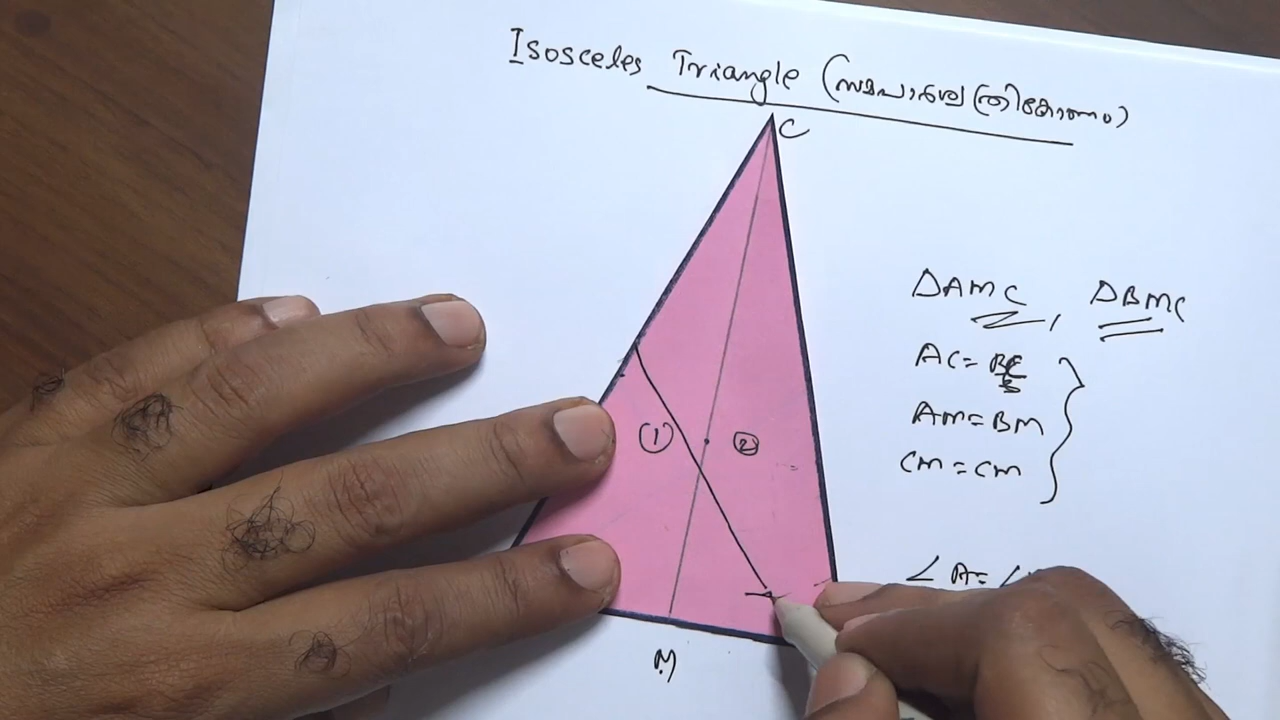 Isosceles Triangle (സമപാർശ്വ ത്രികോണം)
C
ΔAMC, ΔBMC
AC = BC
AM = BM
① ②
CM = CM
∠A = ∠
M